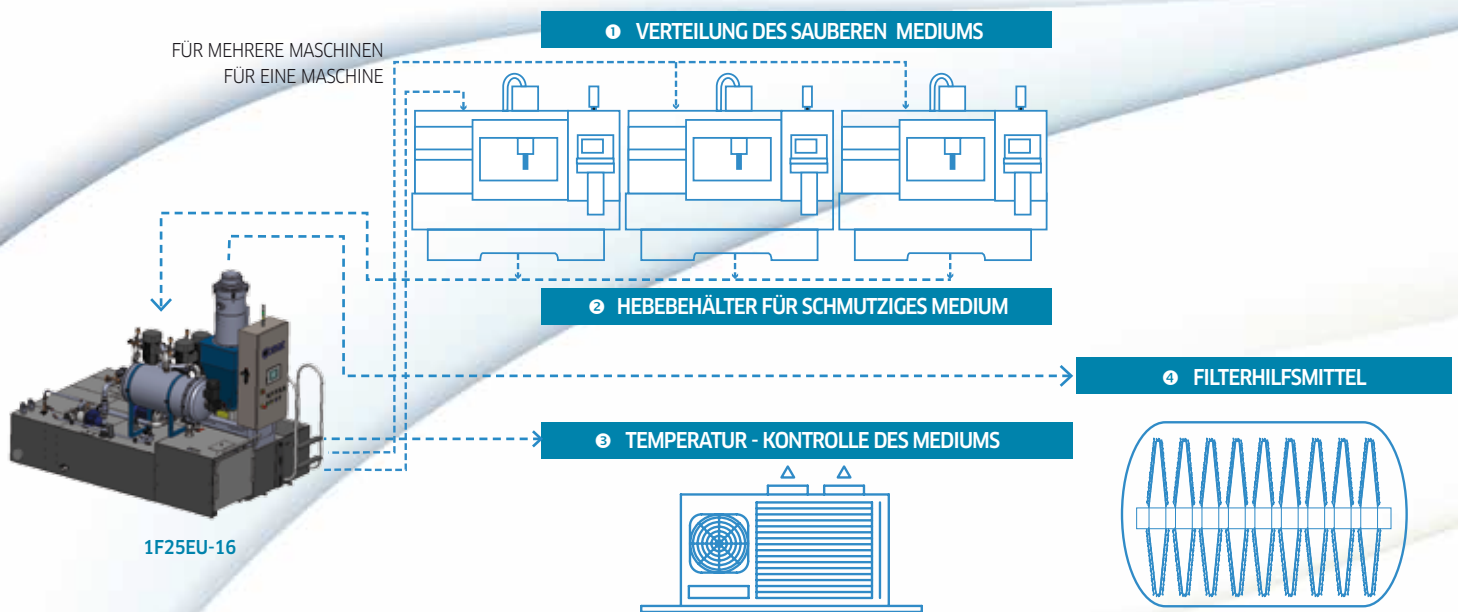 ❶ VERTEILUNG DES SAUBEREN MEDIUMS
FÜR MEHRERE MASCHINEN
FÜR EINE MASCHINE
❷ HEBEBEHÄLTER FÜR SCHMUTZIGES MEDIUM
❹ FILTERHILFSMITTEL
❸ TEMPERATUR - KONTROLLE DES MEDIUMS
1F25EU-16